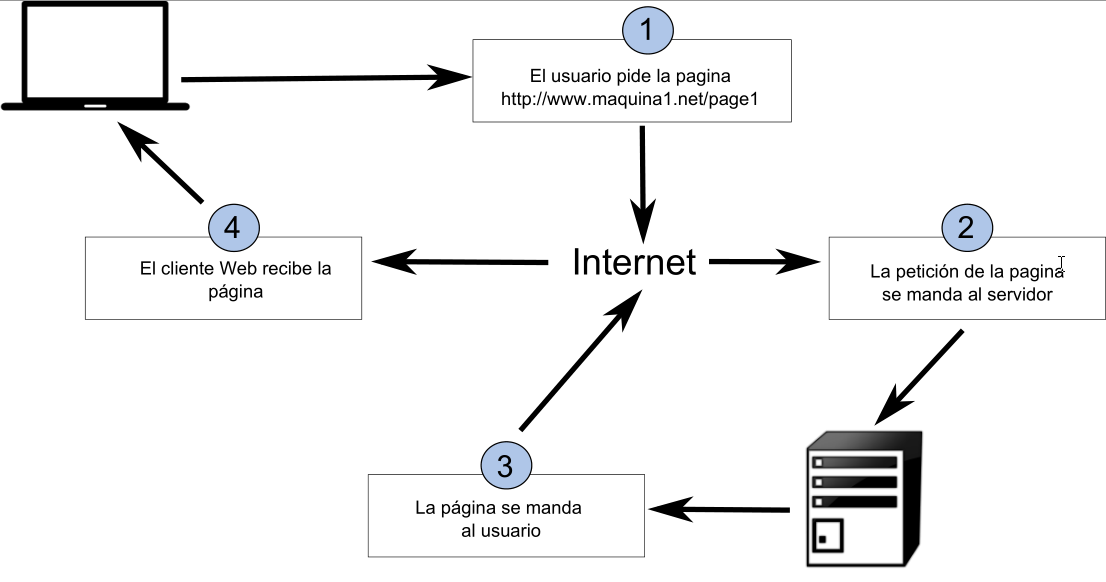 1
El usuario pide la pagina
http://www.maquina1.net/page1
Internet
2
La petición de la pagina
se manda al servidor
3
La página se manda
al usuario
4
El cliente Web recibe la
página